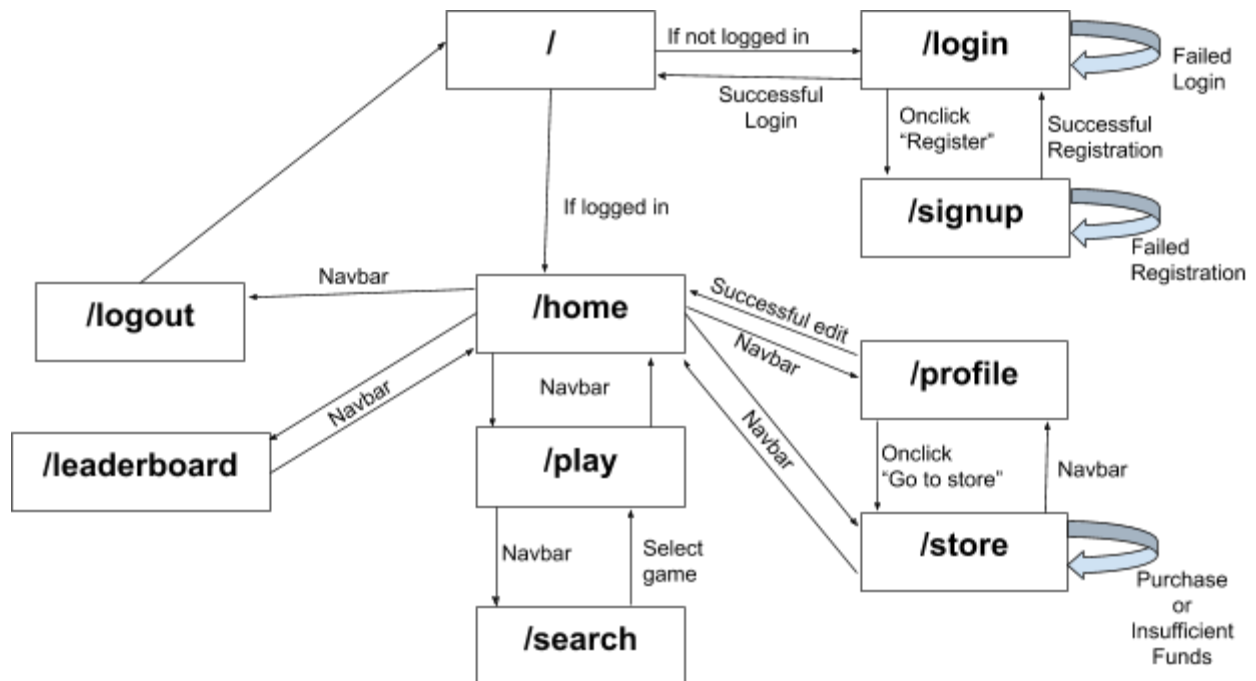 /
If not logged in
/login
Failed
Login
Successful
Login
Onclick
“Register”
Successful
Registration
/signup
Failed
Registration
If logged in
Navbar
/logout
/home
Successful edit
Navbar
/profile
Navbar
Navbar
Navbar
/leaderboard
/play
Onclick
“Go to store”
Navbar
Navbar
Select
game
/store
Purchase
or
Insufficient
Funds
/search